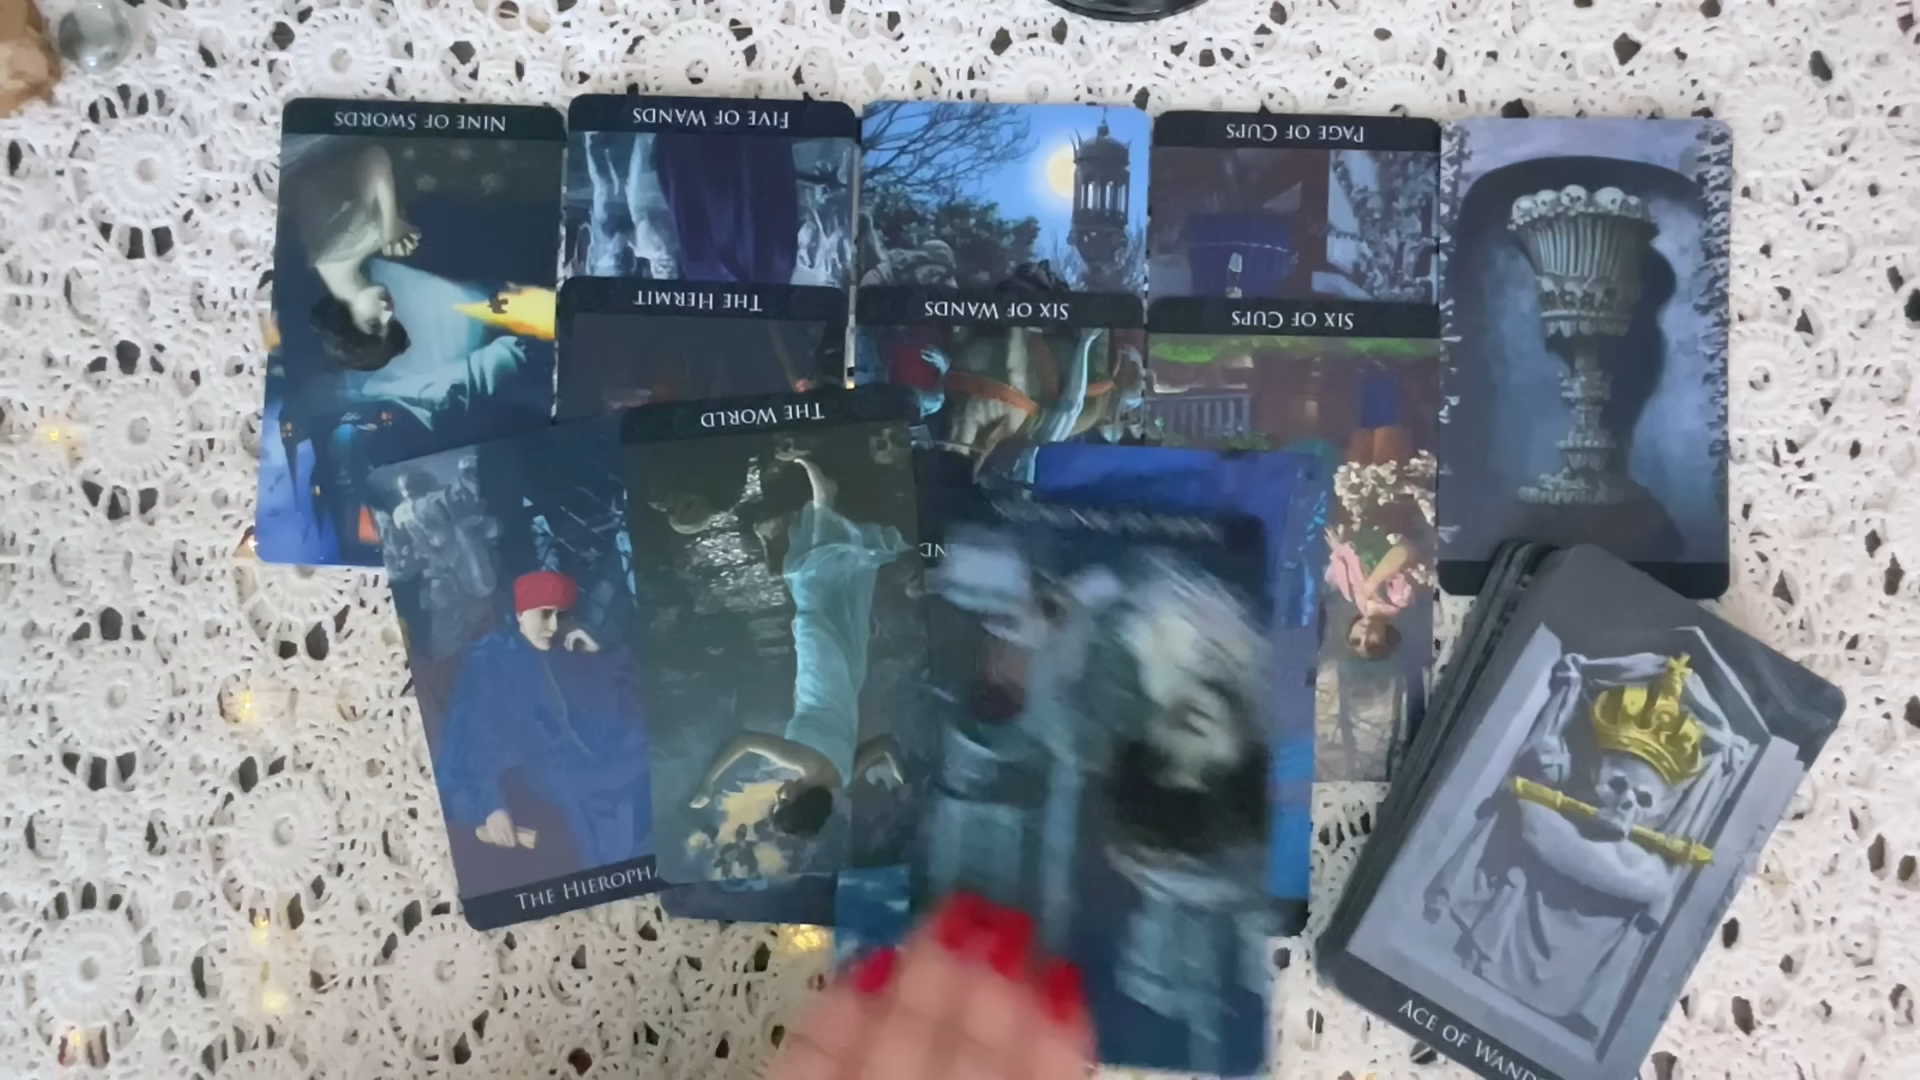 NINE OF SWORDS
FIVE OF WANDS
PAGE OF CUPS
THE HERMIT
SIX OF WANDS
SIX OF CUPS
THE WORLD
THE HIEROPHA
ACE OF WAND